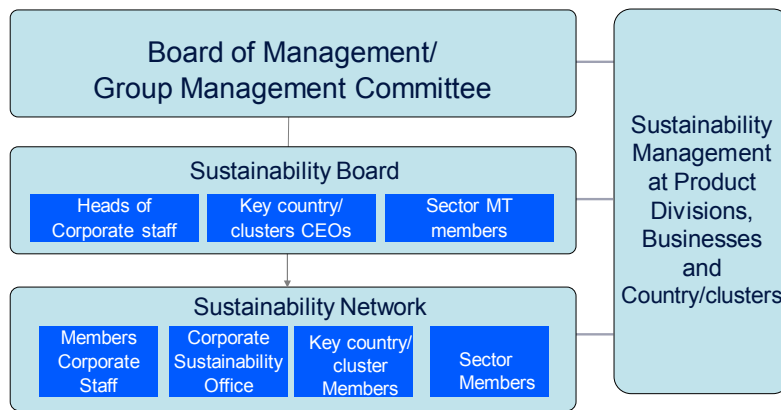 Board of Management/
Group Management Committee
Sustainability Board
Heads of
Corporate staff
Key country/
clusters CEOs
Sector MT
members
Sustainability Network
Members
Corporate
Staff
Corporate
Sustainability
Office
Key country/
cluster
Members
Sector
Members
Sustainability
Management
at Product
Divisions,
Businesses
and
Country/clusters